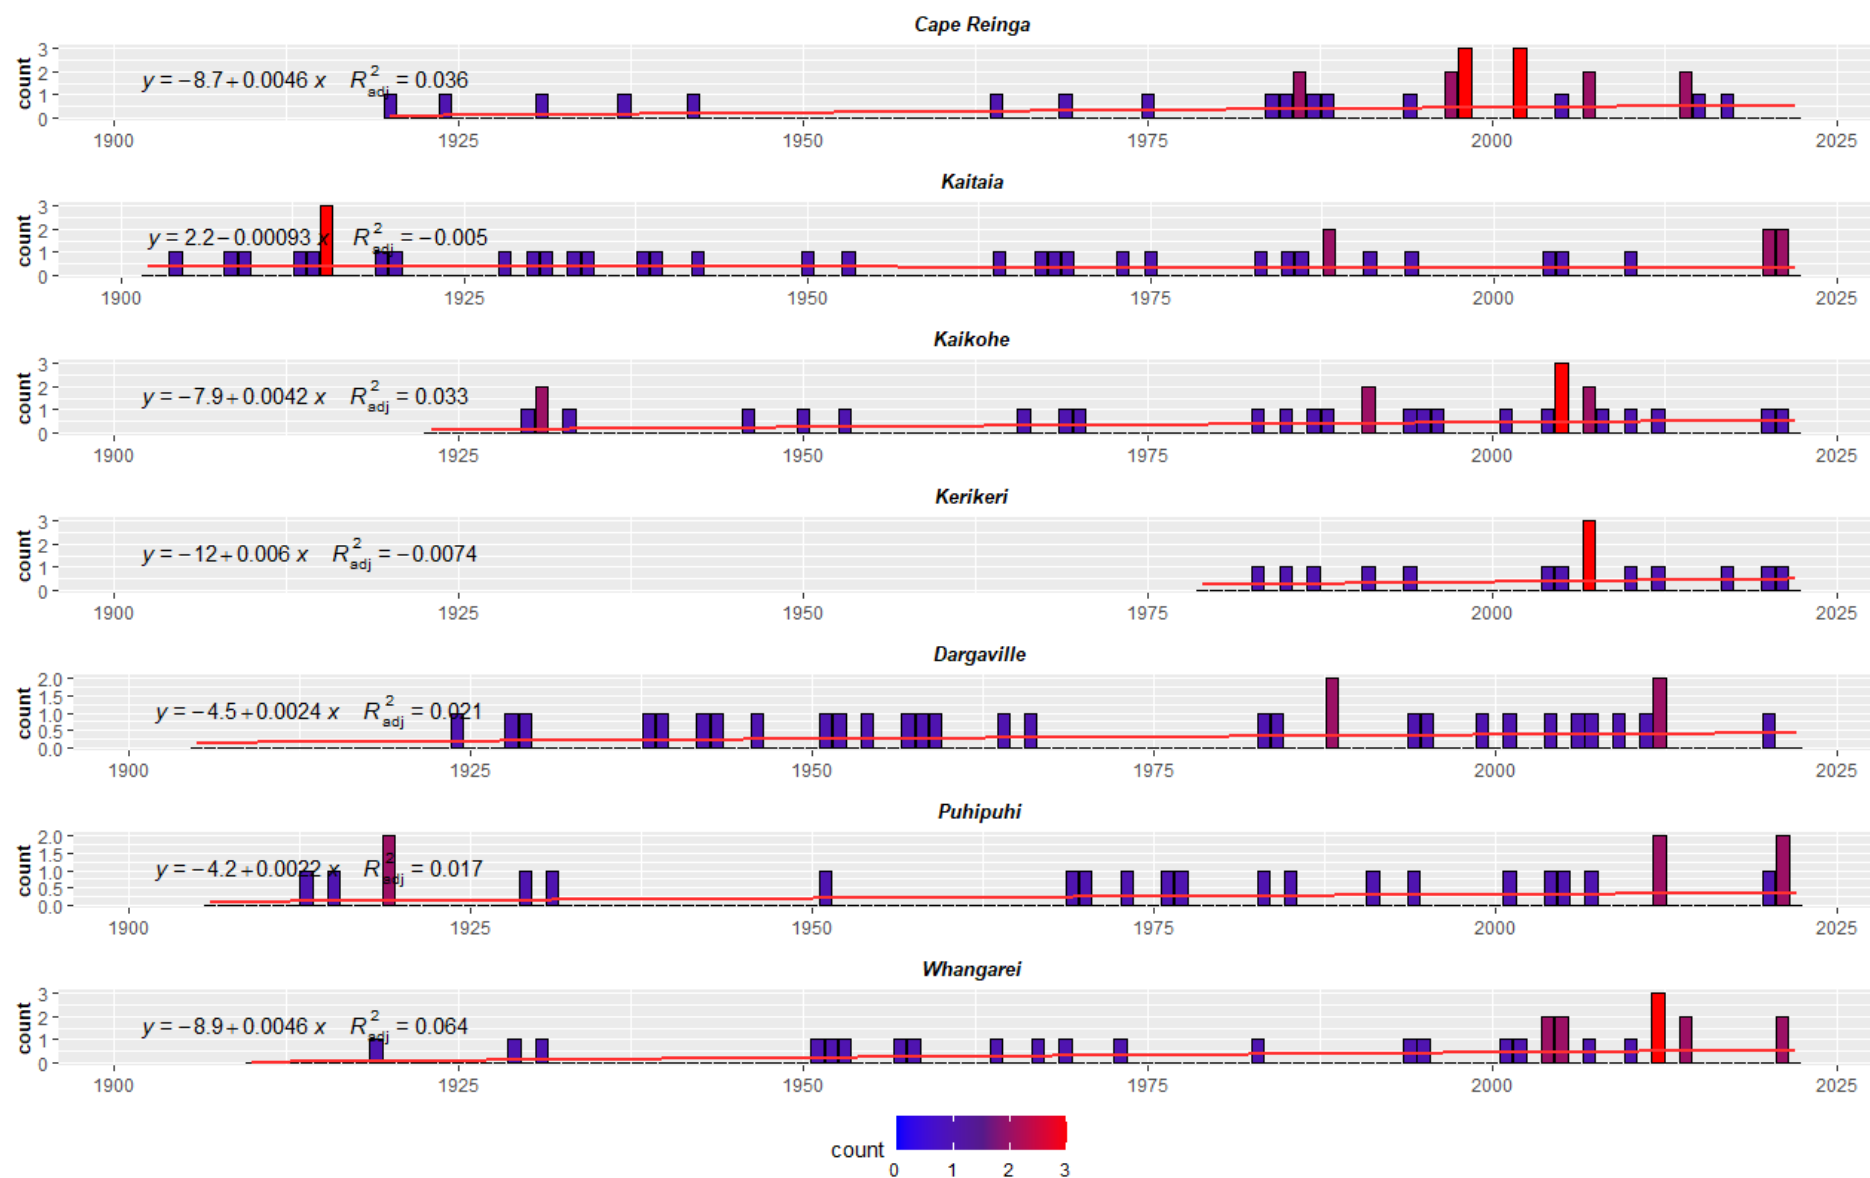 Cape Reinga
count
3
2
1
0
y = −8.7 + 0.0046 x R²adj = 0.036
1900 1925 1950 1975 2000 2025
Kaitaia
count
3
2
1
0
y = 2.2 − 0.00093 x R²adj = −0.005
1900 1925 1950 1975 2000 2025
Kaikohe
count
3
2
1
0
y = −7.9 + 0.0042 x R²adj = 0.033
1900 1925 1950 1975 2000 2025
Kerikeri
count
3
2
1
0
y = −12 + 0.006 x R²adj = −0.0074
1900 1925 1950 1975 2000 2025
Dargaville
count
2.0
1.5
1.0
0.5
0.0
y = −4.5 + 0.0024 x R²adj = 0.021
1900 1925 1950 1975 2000 2025
Puhipuhi
count
2.0
1.5
1.0
0.5
0.0
y = −4.2 + 0.0022 x R²adj = 0.017
1900 1925 1950 1975 2000 2025
Whangarei
count
3
2
1
0
y = −8.9 + 0.0046 x R²adj = 0.064
1900 1925 1950 1975 2000 2025
count
0 1 2 3